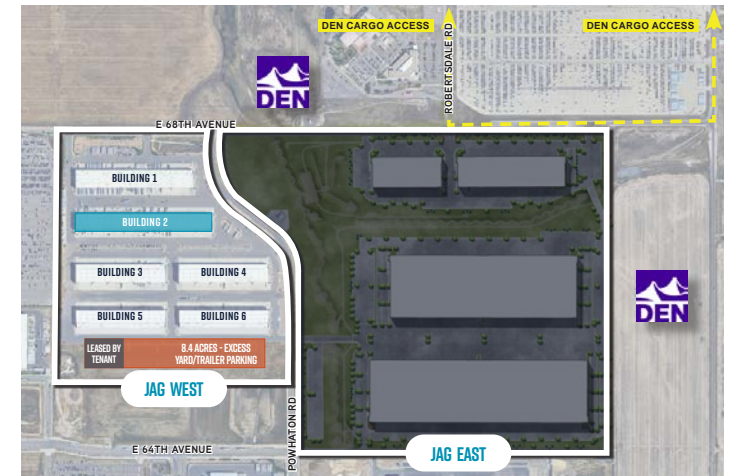 DEN CARGO ACCESS
DEN CARGO ACCESS
ROBERTSDALE RD
DEN
E 68TH AVENUE
BUILDING 1
BUILDING 2
BUILDING 3
BUILDING 4
BUILDING 5
BUILDING 6
LEASED BY
TENANT
8.4 ACRES - EXCESS
YARD/TRAILER PARKING
JAG WEST
DEN
POWHATON RD
E 64TH AVENUE
JAG EAST